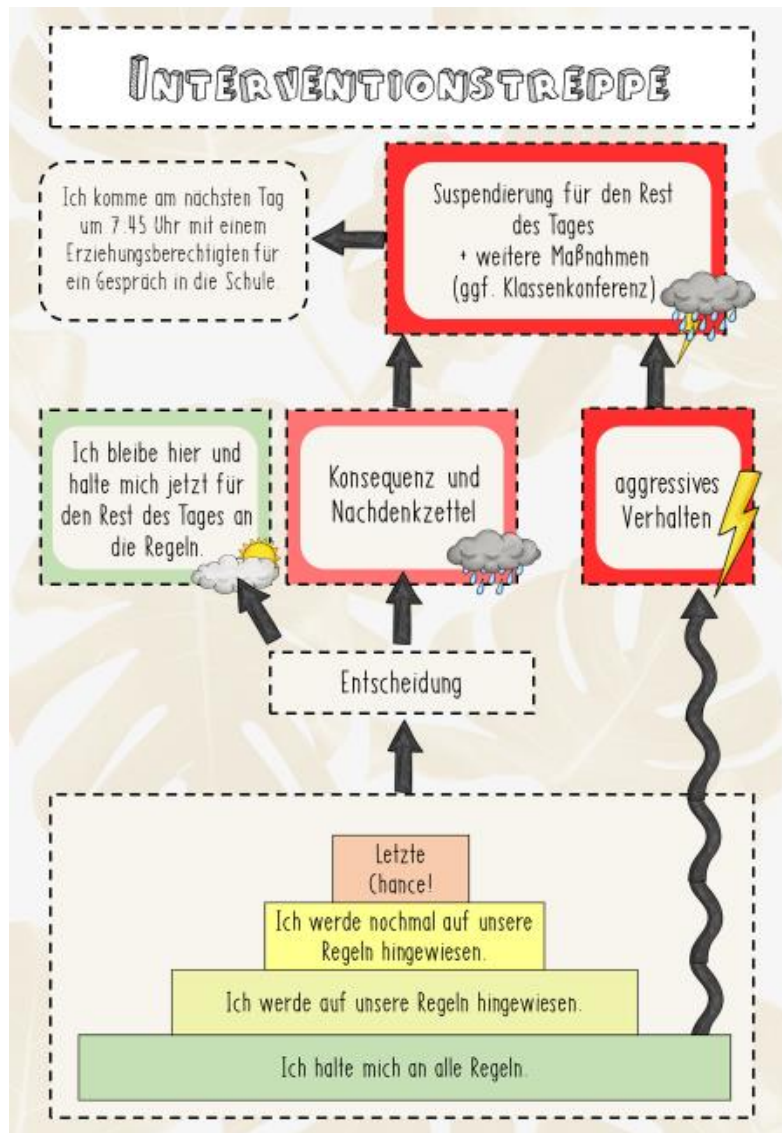 INTERVENTIONSTREPPE
Ich komme am nächsten Tag
um 7.45 Uhr mit einem
Erziehungsberechtigten für
ein Gespräch in die Schule.
Suspendierung für den Rest
des Tages
+ weitere Maßnahmen
(ggf. Klassenkonferenz)
Ich bleibe hier und
halte mich jetzt für
den Rest des Tages an
die Regeln.
Konsequenz und
Nachdenkzettel
aggressives
Verhalten
Entscheidung
Letzte
Chance!
Ich werde nochmal auf unsere
Regeln hingewiesen.
Ich werde auf unsere Regeln hingewiesen.
Ich halte mich an alle Regeln.